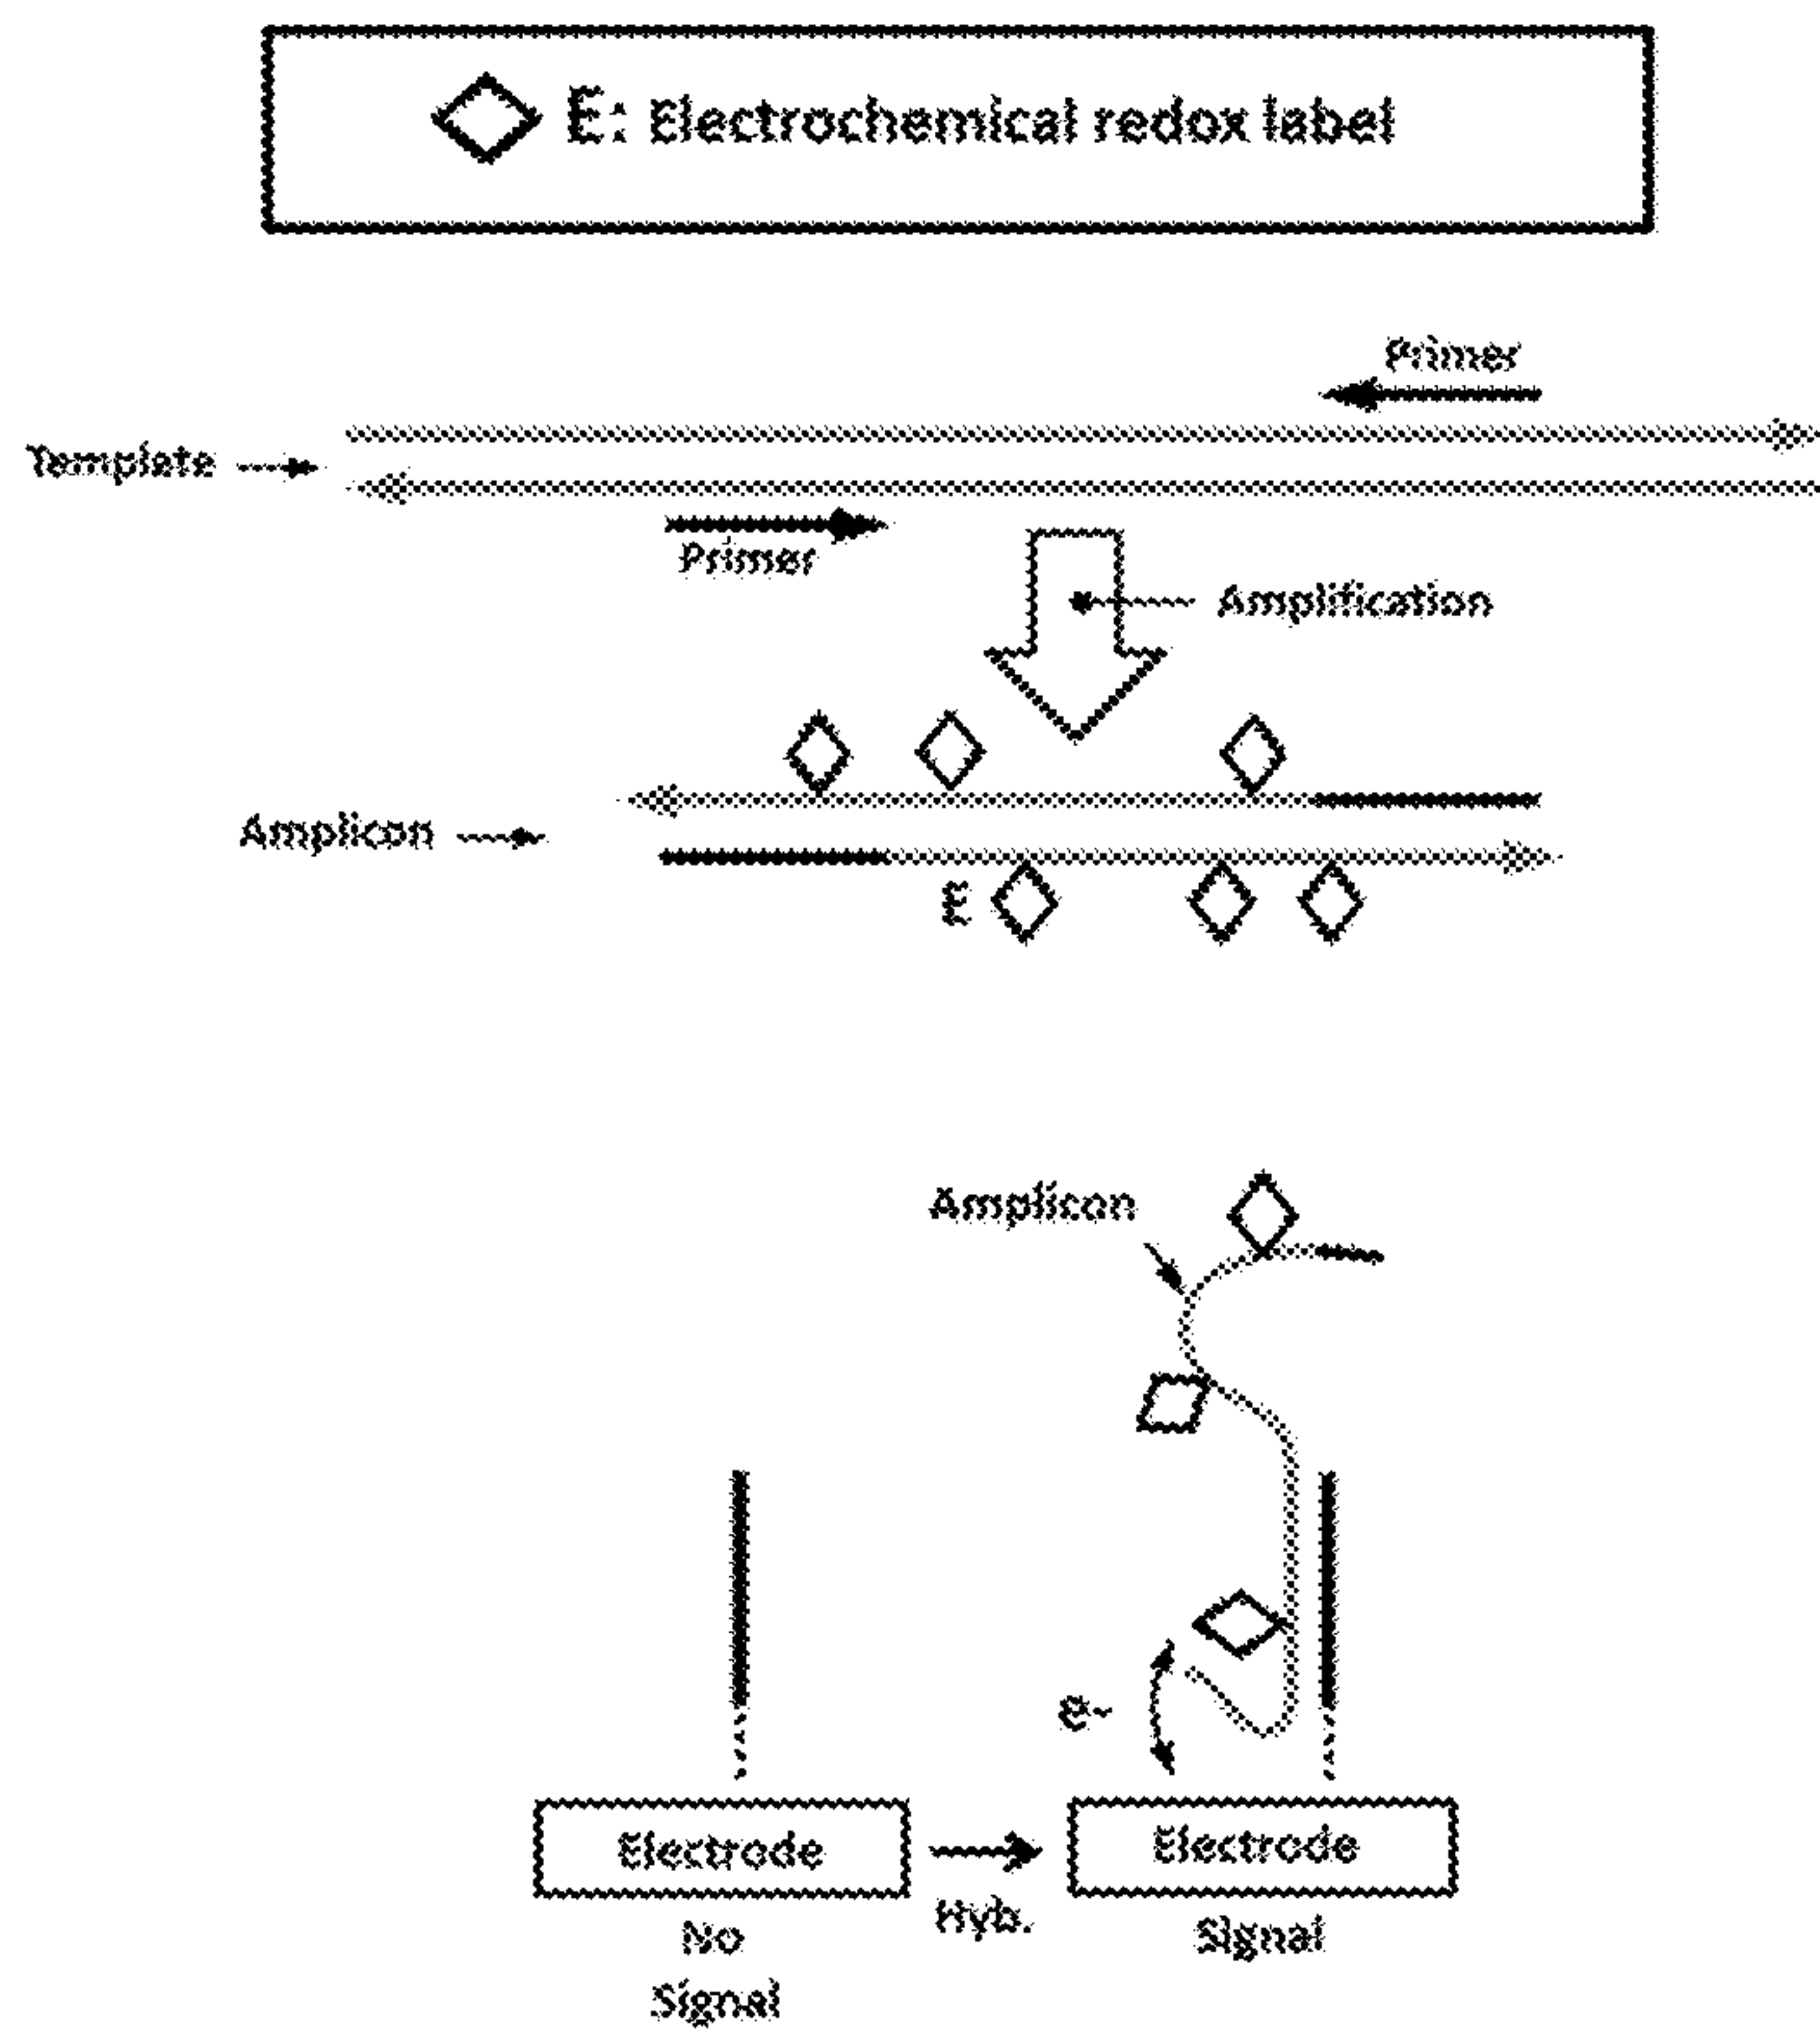 E: Electrochemical redox label
Primer
Template
Primer
Amplification
Amplicon
E
Amplicon
e-
Electrode
Electrode
Hyb.
No
Signal
Signal